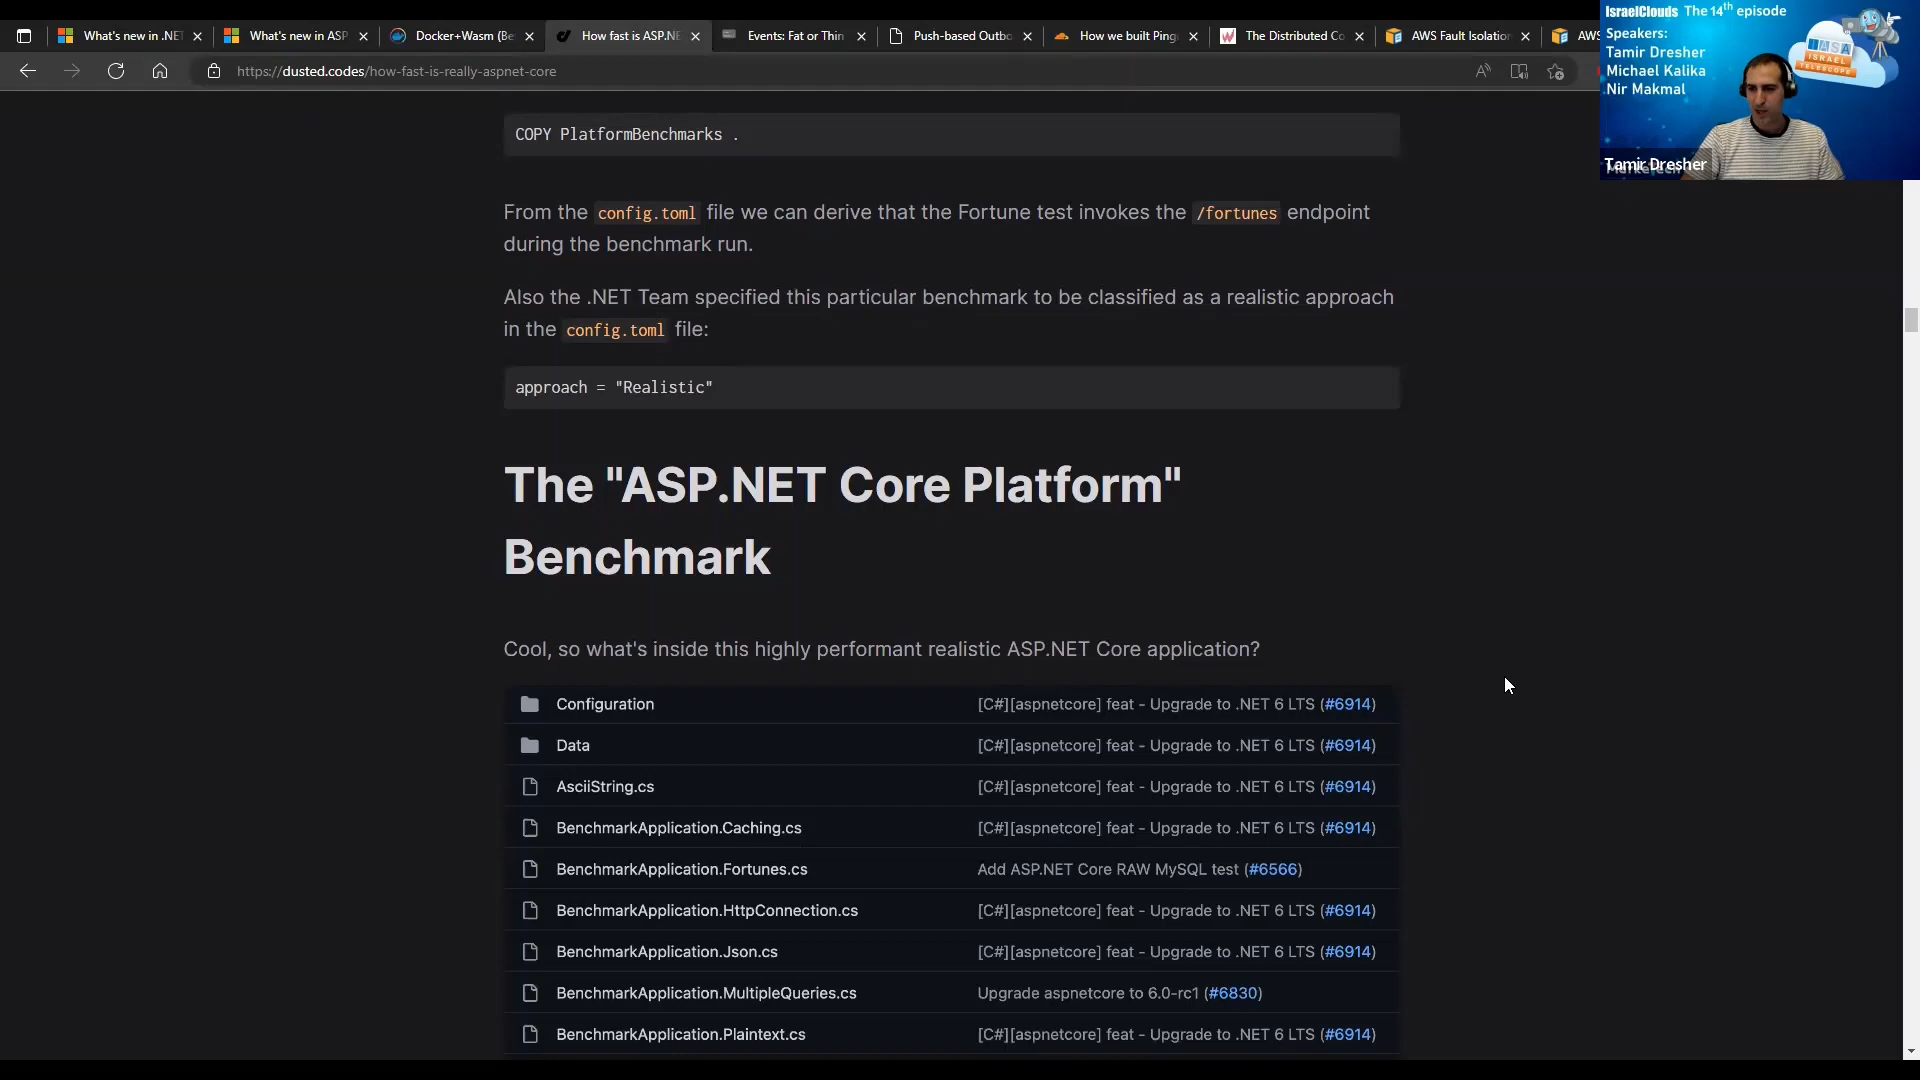 What's new in .NET
What's new in ASP
Docker+Wasm (Be
How fast is ASP.NE
Events: Fat or Thin
Push-based Outbo
How we built Ping
The Distributed Co
AWS Fault Isolation
AWS
https://dusted.codes/how-fast-is-really-aspnet-core
IsraelClouds The 14th episode
Speakers:
Tamir Dresher
Michael Kalika
Nir Makmal
IASA
ISRAEL
TELESCOPE
Tamir Dresher
COPY PlatformBenchmarks .
From the config.toml file we can derive that the Fortune test invokes the /fortunes endpoint
during the benchmark run.
Also the .NET Team specified this particular benchmark to be classified as a realistic approach
in the config.toml file:
approach = "Realistic"
The "ASP.NET Core Platform"
Benchmark
Cool, so what's inside this highly performant realistic ASP.NET Core application?
Configuration [C#][aspnetcore] feat - Upgrade to .NET 6 LTS (#6914)
Data [C#][aspnetcore] feat - Upgrade to .NET 6 LTS (#6914)
AsciiString.cs [C#][aspnetcore] feat - Upgrade to .NET 6 LTS (#6914)
BenchmarkApplication.Caching.cs [C#][aspnetcore] feat - Upgrade to .NET 6 LTS (#6914)
BenchmarkApplication.Fortunes.cs Add ASP.NET Core RAW MySQL test (#6566)
BenchmarkApplication.HttpConnection.cs [C#][aspnetcore] feat - Upgrade to .NET 6 LTS (#6914)
BenchmarkApplication.Json.cs [C#][aspnetcore] feat - Upgrade to .NET 6 LTS (#6914)
BenchmarkApplication.MultipleQueries.cs Upgrade aspnetcore to 6.0-rc1 (#6830)
BenchmarkApplication.Plaintext.cs [C#][aspnetcore] feat - Upgrade to .NET 6 LTS (#6914)